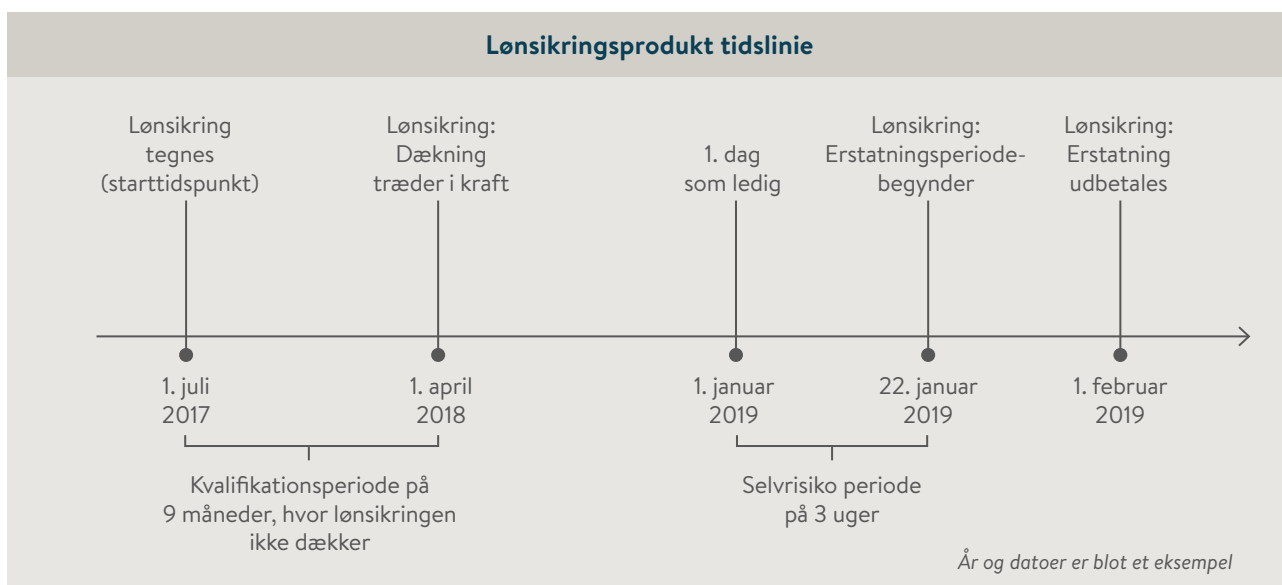 Lønsikringsprodukt tidslinie
Lønsikring
tegnes
(starttidspunkt)
Lønsikring:
Dækning
træder i kraft
1. dag
som ledig
Lønsikring:
Erstatningsperiode-
begynder
Lønsikring:
Erstatning
udbetales
1. juli
2017
1. april
2018
1. januar
2019
22. januar
2019
1. februar
2019
Kvalifikationsperiode på
9 måneder, hvor lønsikringen
ikke dækker
Selvrisiko periode
på 3 uger
År og datoer er blot et eksempel